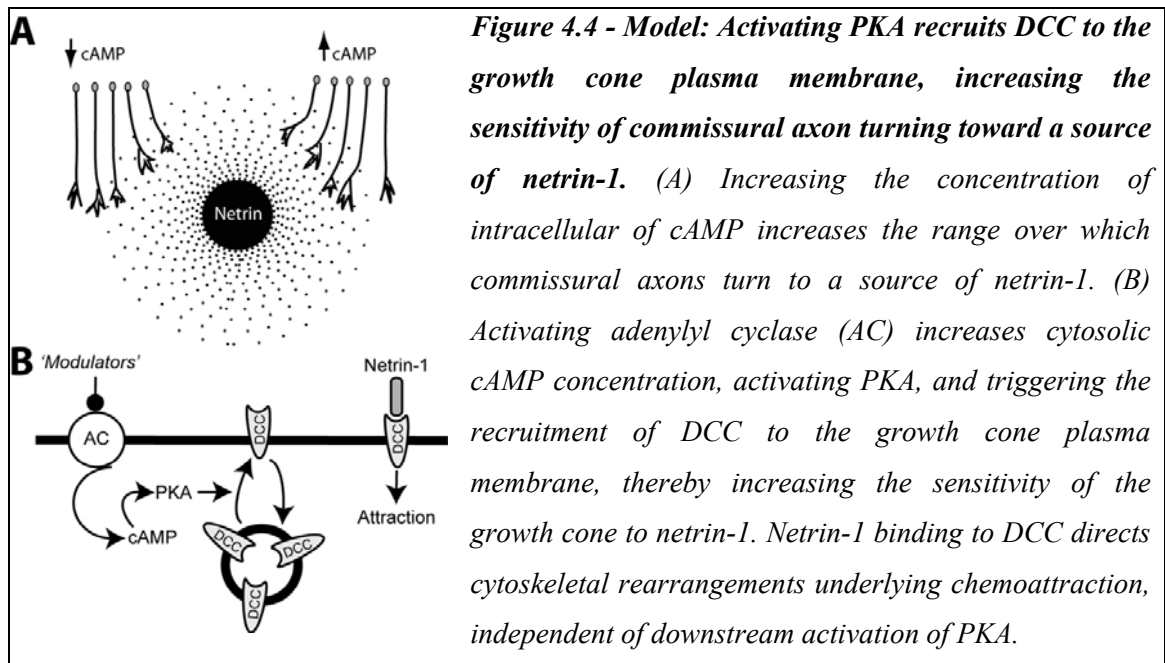 A
↓ cAMP
↑ cAMP
Netrin
B
'Modulators'
Netrin-1
AC
DCC
DCC
PKA
Attraction
cAMP
DCC
DCC
DCC
Figure 4.4 - Model: Activating PKA recruits DCC to the
growth cone plasma membrane, increasing the
sensitivity of commissural axon turning toward a source
of netrin-1. (A) Increasing the concentration of
intracellular of cAMP increases the range over which
commissural axons turn to a source of netrin-1. (B)
Activating adenylyl cyclase (AC) increases cytosolic
cAMP concentration, activating PKA, and triggering the
recruitment of DCC to the growth cone plasma
membrane, thereby increasing the sensitivity of the
growth cone to netrin-1. Netrin-1 binding to DCC directs
cytoskeletal rearrangements underlying chemoattraction,
independent of downstream activation of PKA.